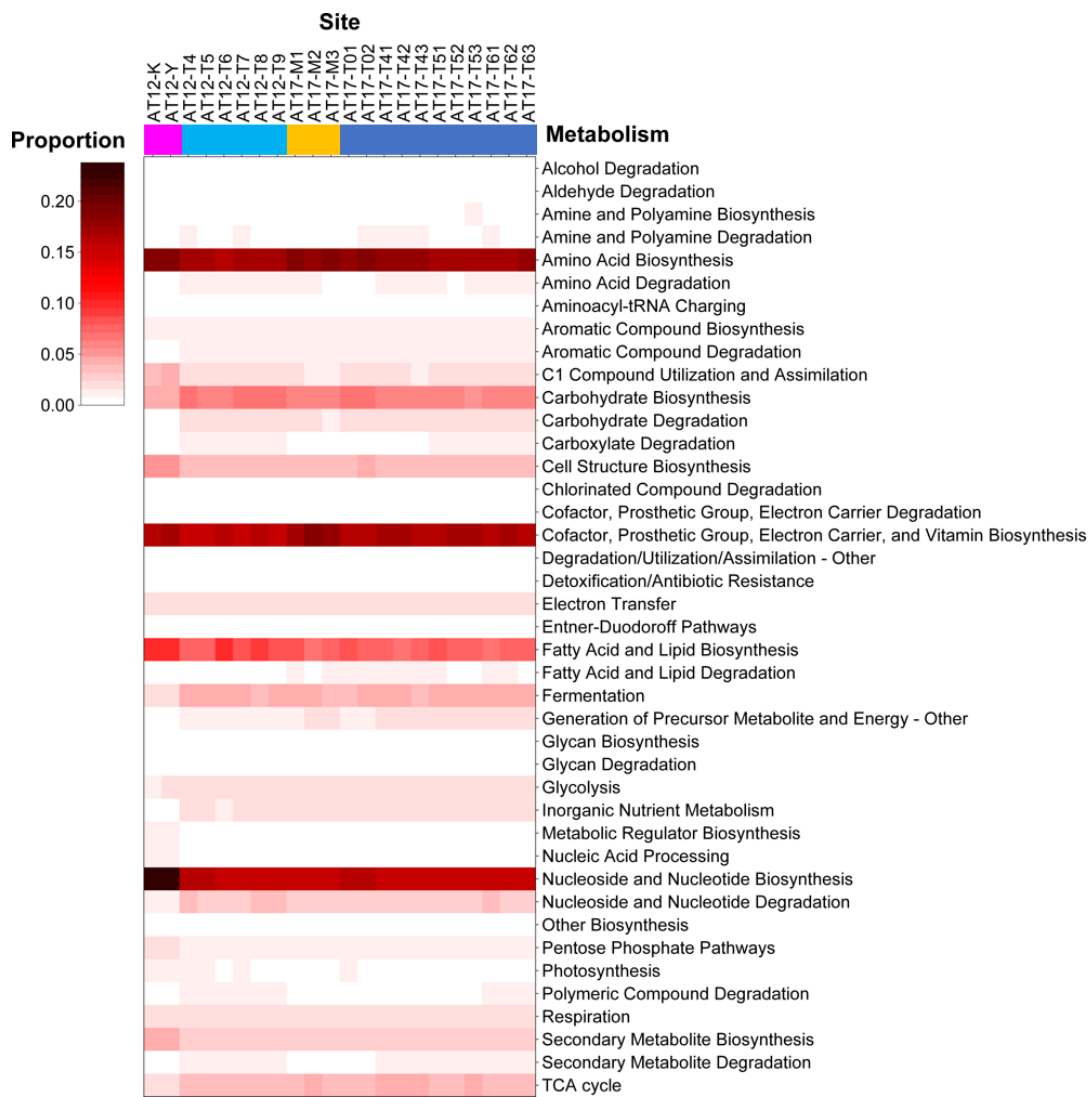 Site
AT12-K
AT12-Y
AT12-T4
AT12-T5
AT12-T6
AT12-T7
AT12-T8
AT12-T9
AT17-M1
AT17-M2
AT17-M3
AT17-T01
AT17-T02
AT17-T41
AT17-T42
AT17-T43
AT17-T51
AT17-T52
AT17-T53
AT17-T61
AT17-T62
AT17-T63
Proportion
0.20
0.15
0.10
0.05
0.00
Metabolism
Alcohol Degradation
Aldehyde Degradation
Amine and Polyamine Biosynthesis
Amine and Polyamine Degradation
Amino Acid Biosynthesis
Amino Acid Degradation
Aminoacyl-tRNA Charging
Aromatic Compound Biosynthesis
Aromatic Compound Degradation
C1 Compound Utilization and Assimilation
Carbohydrate Biosynthesis
Carbohydrate Degradation
Carboxylate Degradation
Cell Structure Biosynthesis
Chlorinated Compound Degradation
Cofactor, Prosthetic Group, Electron Carrier Degradation
Cofactor, Prosthetic Group, Electron Carrier, and Vitamin Biosynthesis
Degradation/Utilization/Assimilation - Other
Detoxification/Antibiotic Resistance
Electron Transfer
Entner-Duodoroff Pathways
Fatty Acid and Lipid Biosynthesis
Fatty Acid and Lipid Degradation
Fermentation
Generation of Precursor Metabolite and Energy - Other
Glycan Biosynthesis
Glycan Degradation
Glycolysis
Inorganic Nutrient Metabolism
Metabolic Regulator Biosynthesis
Nucleic Acid Processing
Nucleoside and Nucleotide Biosynthesis
Nucleoside and Nucleotide Degradation
Other Biosynthesis
Pentose Phosphate Pathways
Photosynthesis
Polymeric Compound Degradation
Respiration
Secondary Metabolite Biosynthesis
Secondary Metabolite Degradation
TCA cycle